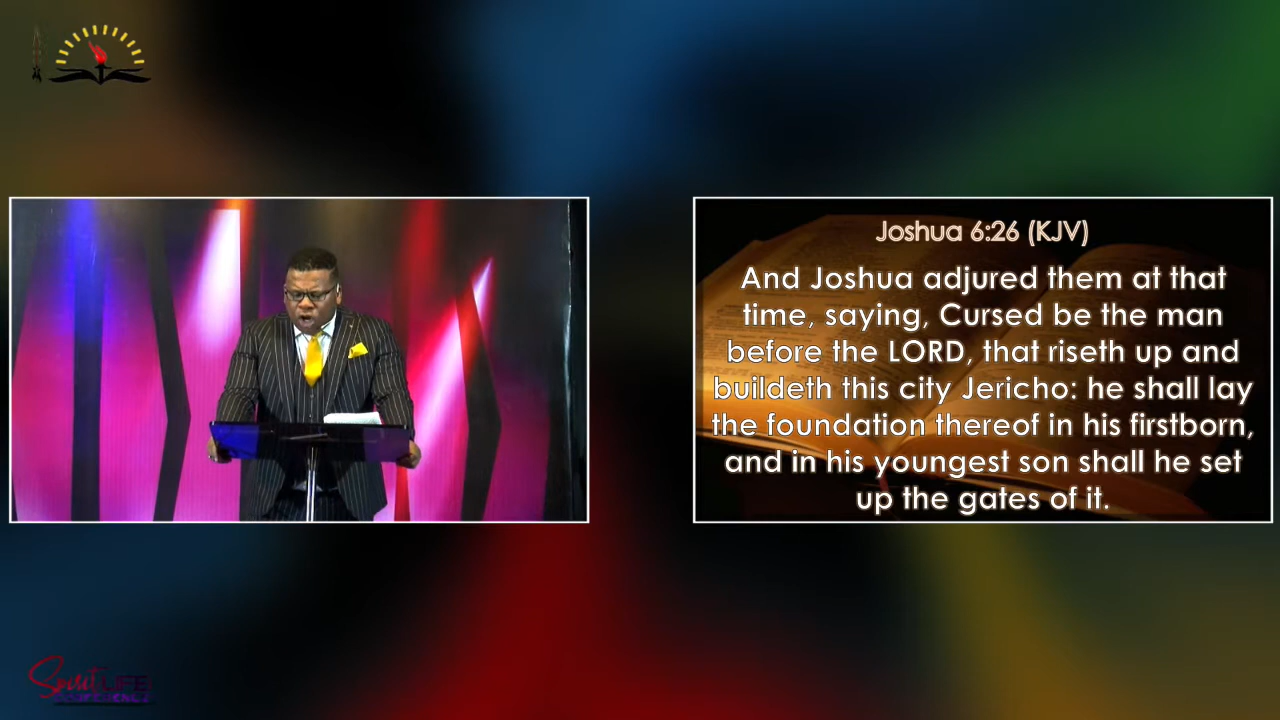 Joshua 6:26 (KJV)
And Joshua adjured them at that
time, saying, Cursed be the man
before the LORD, that riseth up and
buildeth this city Jericho: he shall lay
the foundation thereof in his firstborn,
and in his youngest son shall he set
up the gates of it.
Spirit LIFE